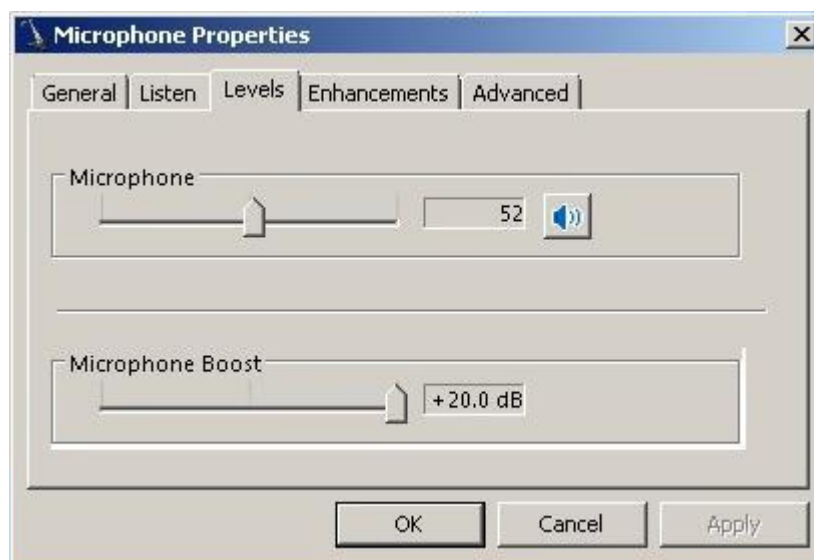 Microphone Properties
General Listen Levels Enhancements Advanced
Microphone
52
Microphone Boost
+20.0 dB
OK Cancel Apply